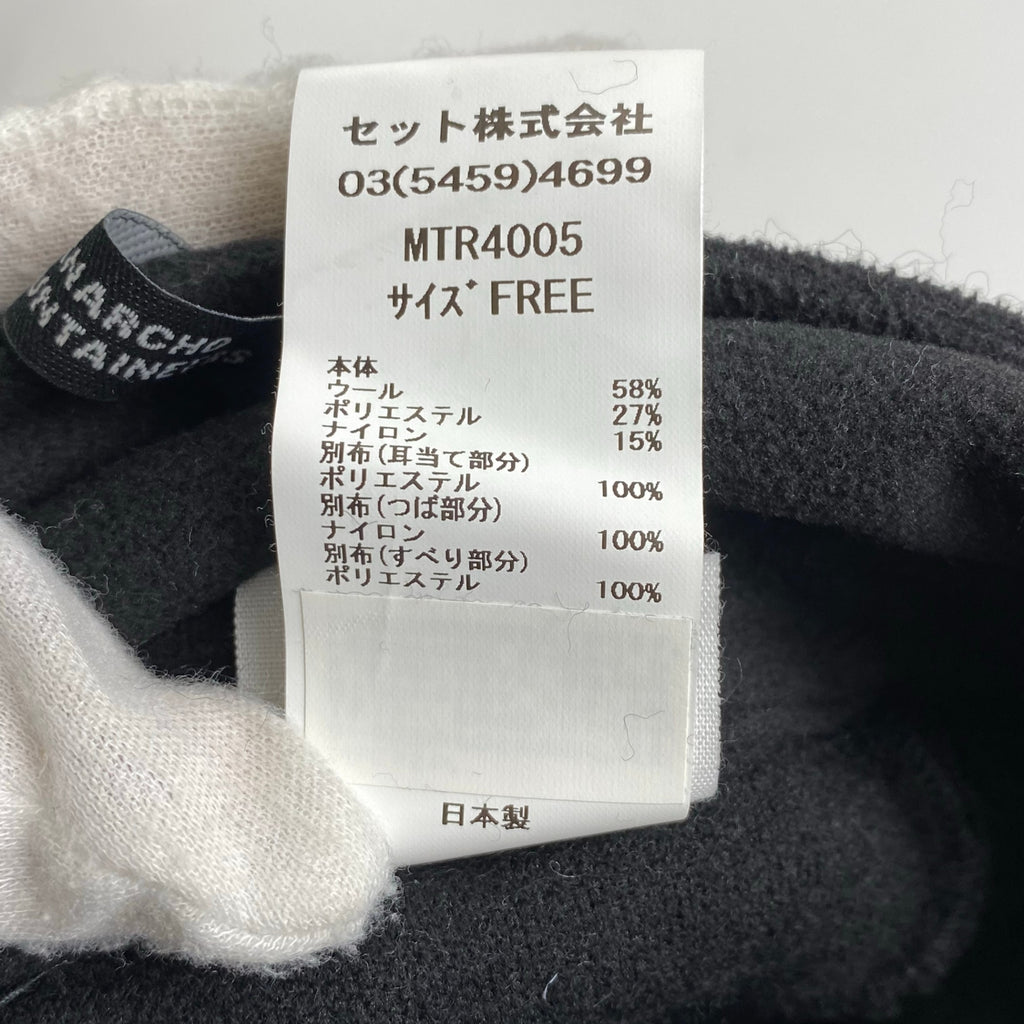 セット株式会社
03(5459)4699
MTR4005
サイズ FREE
本体
ウール 58%
ポリエステル 27%
ナイロン 15%
別布(耳当て部分)
ポリエステル 100%
別布(つば部分)
ナイロン 100%
別布(すべり部分)
ポリエステル 100%
日本製